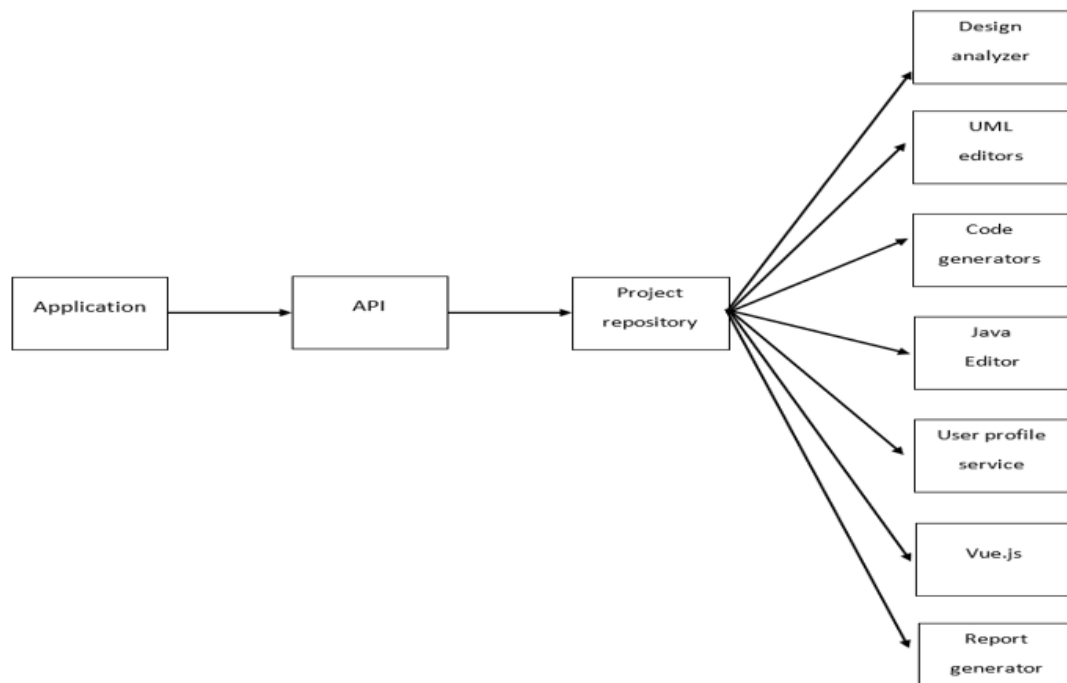 Design
analyzer
UML
editors
Code
generators
Application
API
Project
repository
Java
Editor
User profile
service
Vue.js
Report
generator